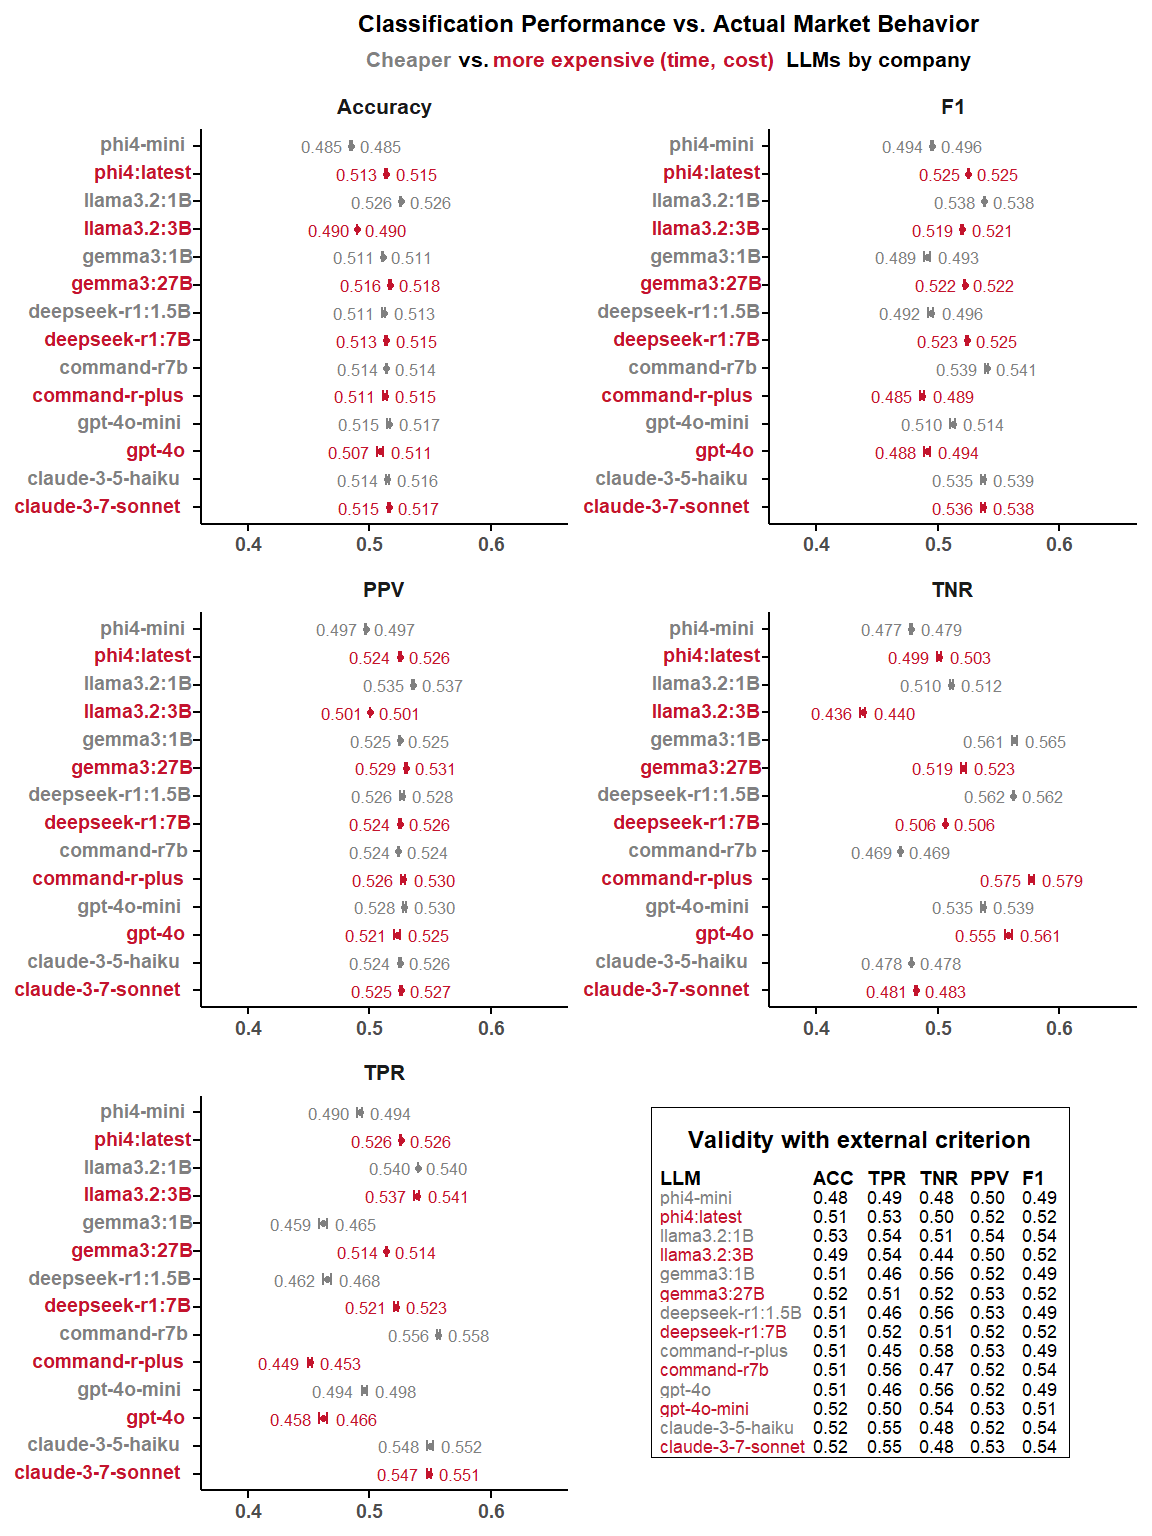 Classification Performance vs. Actual Market Behavior
Cheaper vs. more expensive (time, cost) LLMs by company
Accuracy
phi4-mini 0.485 0.485
phi4:latest 0.513 0.515
llama3.2:1B 0.526 0.526
llama3.2:3B 0.490 0.490
gemma3:1B 0.511 0.511
gemma3:27B 0.516 0.518
deepseek-r1:1.5B 0.511 0.513
deepseek-r1:7B 0.513 0.515
command-r7b 0.514 0.514
command-r-plus 0.511 0.515
gpt-4o-mini 0.515 0.517
gpt-4o 0.507 0.511
claude-3-5-haiku 0.514 0.516
claude-3-7-sonnet 0.515 0.517
0.4 0.5 0.6
F1
phi4-mini 0.494 0.496
phi4:latest 0.525 0.525
llama3.2:1B 0.538 0.538
llama3.2:3B 0.519 0.521
gemma3:1B 0.489 0.493
gemma3:27B 0.522 0.522
deepseek-r1:1.5B 0.492 0.496
deepseek-r1:7B 0.523 0.525
command-r7b 0.539 0.541
command-r-plus 0.485 0.489
gpt-4o-mini 0.510 0.514
gpt-4o 0.488 0.494
claude-3-5-haiku 0.535 0.539
claude-3-7-sonnet 0.536 0.538
0.4 0.5 0.6
PPV
phi4-mini 0.497 0.497
phi4:latest 0.524 0.526
llama3.2:1B 0.535 0.537
llama3.2:3B 0.501 0.501
gemma3:1B 0.525 0.525
gemma3:27B 0.529 0.531
deepseek-r1:1.5B 0.526 0.528
deepseek-r1:7B 0.524 0.526
command-r7b 0.524 0.524
command-r-plus 0.526 0.530
gpt-4o-mini 0.528 0.530
gpt-4o 0.521 0.525
claude-3-5-haiku 0.524 0.526
claude-3-7-sonnet 0.525 0.527
0.4 0.5 0.6
TNR
phi4-mini 0.477 0.479
phi4:latest 0.499 0.503
llama3.2:1B 0.510 0.512
llama3.2:3B 0.436 0.440
gemma3:1B 0.561 0.565
gemma3:27B 0.519 0.523
deepseek-r1:1.5B 0.562 0.562
deepseek-r1:7B 0.506 0.506
command-r7b 0.469 0.469
command-r-plus 0.575 0.579
gpt-4o-mini 0.535 0.539
gpt-4o 0.555 0.561
claude-3-5-haiku 0.478 0.478
claude-3-7-sonnet 0.481 0.483
0.4 0.5 0.6
TPR
phi4-mini 0.490 0.494
phi4:latest 0.526 0.526
llama3.2:1B 0.540 0.540
llama3.2:3B 0.537 0.541
gemma3:1B 0.459 0.465
gemma3:27B 0.514 0.514
deepseek-r1:1.5B 0.462 0.468
deepseek-r1:7B 0.521 0.523
command-r7b 0.556 0.558
command-r-plus 0.449 0.453
gpt-4o-mini 0.494 0.498
gpt-4o 0.458 0.466
claude-3-5-haiku 0.548 0.552
claude-3-7-sonnet 0.547 0.551
0.4 0.5 0.6
Validity with external criterion
LLM ACC TPR TNR PPV F1
phi4-mini 0.48 0.49 0.48 0.50 0.49
phi4:latest 0.51 0.53 0.50 0.52 0.52
llama3.2:1B 0.53 0.54 0.51 0.54 0.54
llama3.2:3B 0.49 0.54 0.44 0.50 0.52
gemma3:1B 0.51 0.46 0.56 0.52 0.49
gemma3:27B 0.52 0.51 0.52 0.53 0.52
deepseek-r1:1.5B 0.51 0.46 0.56 0.53 0.49
deepseek-r1:7B 0.51 0.52 0.51 0.52 0.52
command-r-plus 0.51 0.45 0.58 0.53 0.49
command-r7b 0.51 0.56 0.47 0.52 0.54
gpt-4o 0.51 0.46 0.56 0.52 0.49
gpt-4o-mini 0.52 0.50 0.54 0.53 0.51
claude-3-5-haiku 0.52 0.55 0.48 0.52 0.54
claude-3-7-sonnet 0.52 0.55 0.48 0.53 0.54